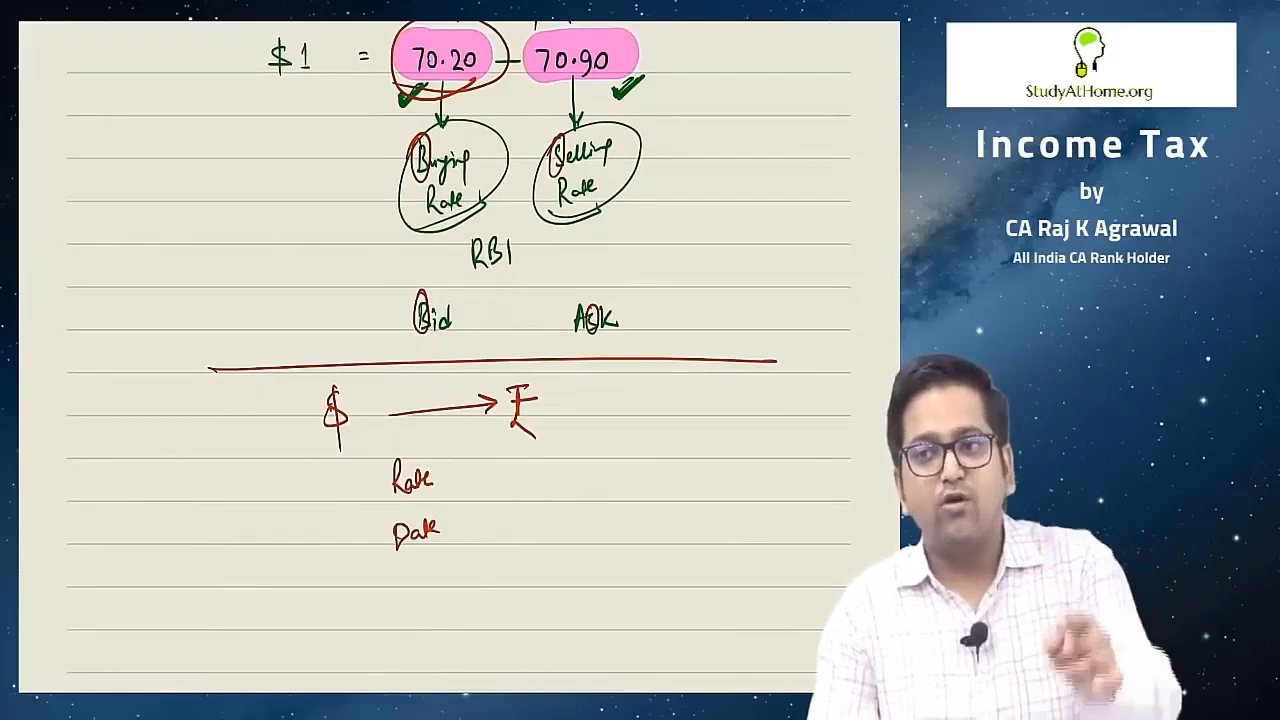 $1 = 70.20 – 70.90
Buying Selling
Rate Rate
RBI
Bid Ask
$ → ₹
Rate
Date
StudyAtHome.org
Income Tax
by
CA Raj K Agrawal
All India CA Rank Holder